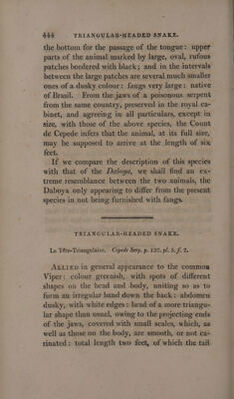 444 TRIANGULAR-HEADED SNAKE.
the bottom for the passage of the tongue: upper
parts of the animal marked by large, oval, rufous
patches bordered with black; and in the intervals
between the large patches are several much smaller
ones of a dusky colour: fangs very large: native
of Brasil. From the jaws of a poisonous serpent
from the same country, preserved in the royal ca-
binet, and agreeing in all particulars, except in
size, with those of the above species, the Count
de Cepede infers that the animal, at its full size,
may be supposed to arrive at the length of six
feet.
If we compare the description of this species
with that of the Daboya, we shall find an ex-
treme resemblance between the two animals, the
Daboya only appearing to differ from the present
species in not being furnished with fangs.
TRIANGULAR-HEADED SNAKE.
La Tête-Triangulaire. Cepede Serp. p. 132. pl. 5. f. 2.
ALLIED in general appearance to the common
Viper: colour greenish, with spots of different
shapes on the head and body, uniting so as to
form an irregular band down the back: abdomen
dusky, with white edges: head of a more triangu-
lar shape than usual, owing to the projecting ends
of the jaws, covered with small scales, which, as
well as those on the body, are smooth, or not ca-
rinated: total length two feet, of which the tail